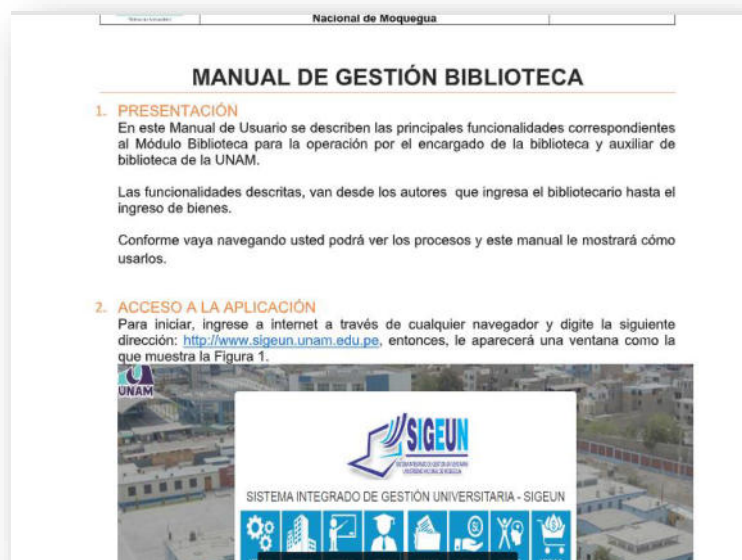 Nacional de Moquegua
MANUAL DE GESTIÓN BIBLIOTECA
1. PRESENTACIÓN
En este Manual de Usuario se describen las principales funcionalidades correspondientes
al Módulo Biblioteca para la operación por el encargado de la biblioteca y auxiliar de
biblioteca de la UNAM.
Las funcionalidades descritas, van desde los autores que ingresa el bibliotecario hasta el
ingreso de bienes.
Conforme vaya navegando usted podrá ver los procesos y este manual le mostrará cómo
usarlos.
2. ACCESO A LA APLICACIÓN
Para iniciar, ingrese a internet a través de cualquier navegador y digite la siguiente
dirección: http://www.sigeun.unam.edu.pe, entonces, le aparecerá una ventana como la
que muestra la Figura 1.
UNAM
SIGEUN
SISTEMA INTEGRADO DE GESTIÓN UNIVERSITARIA - SIGEUN